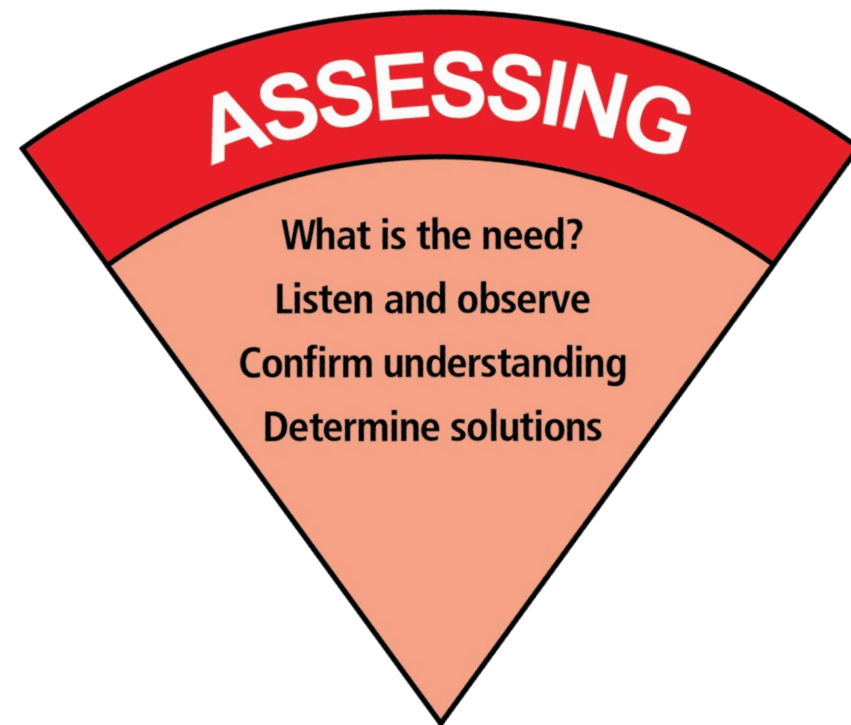 ASSESSING
What is the need?
Listen and observe
Confirm understanding
Determine solutions